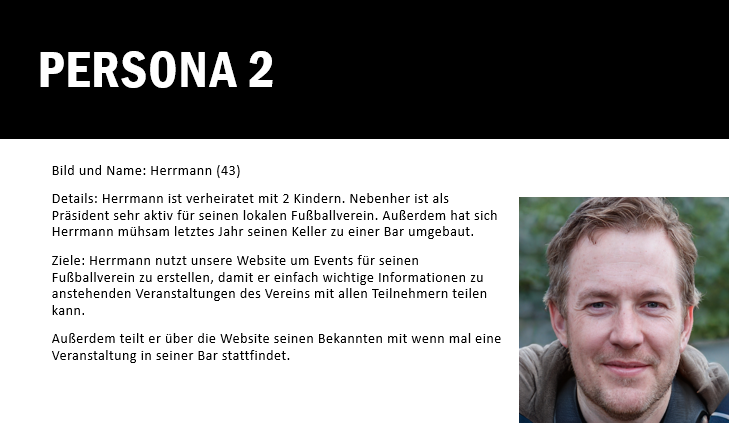 PERSONA 2
Bild und Name: Herrmann (43)
Details: Herrmann ist verheiratet mit 2 Kindern. Nebenher ist als
Präsident sehr aktiv für seinen lokalen Fußballverein. Außerdem hat sich
Herrmann mühsam letztes Jahr seinen Keller zu einer Bar umgebaut.
Ziele: Herrmann nutzt unsere Website um Events für seinen
Fußballverein zu erstellen, damit er einfach wichtige Informationen zu
anstehenden Veranstaltungen des Vereins mit allen Teilnehmern teilen
kann.
Außerdem teilt er über die Website seinen Bekannten mit wenn mal eine
Veranstaltung in seiner Bar stattfindet.